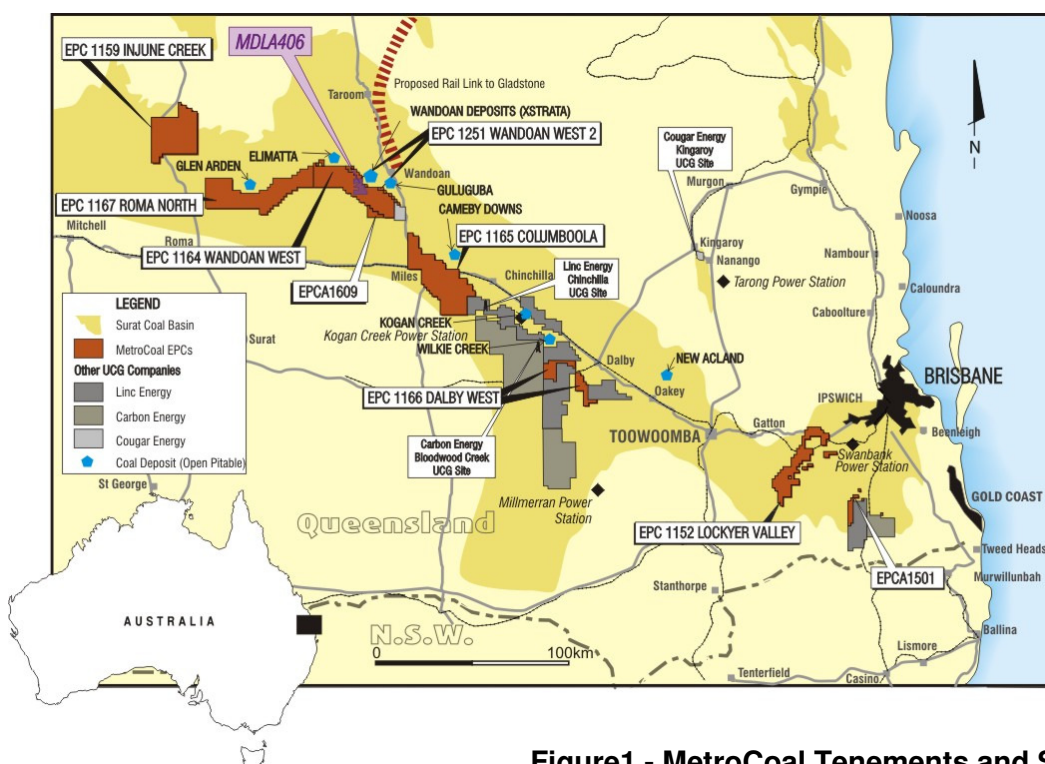 EPC 1159 INJUNE CREEK
MDLA406
Proposed Rail Link to Gladstone
Taroom
WANDOAN DEPOSITS (XSTRATA)
EPC 1251 WANDOAN WEST 2
ELIMATTA
GLEN ARDEN
Wandoan
GULUGUBA
CAMEBY DOWNS
EPC 1167 ROMA NORTH
Mitchell
Roma
EPC 1164 WANDOAN WEST
EPC 1165 COLUMBOOLA
EPCA1609
Miles
Chinchilla
Linc Energy
Chinchilla
UCG Site
Cougar Energy
Kingaroy
UCG Site
Murgon
Gympie
Kingaroy
Nanango
Tarong Power Station
Noosa
Nambour
Caloundra
Caboolture
N
LEGEND
Surat Coal Basin
MetroCoal EPCs
Other UCG Companies
Linc Energy
Carbon Energy
Cougar Energy
Coal Deposit (Open Pitable)
Surat
St George
KOGAN CREEK
Kogan Creek Power Station
WILKIE CREEK
Dalby
NEW ACLAND
Oakey
EPC 1166 DALBY WEST
Carbon Energy
Bloodwood Creek
UCG Site
TOOWOOMBA
Gatton
IPSWICH
BRISBANE
Beenleigh
Swanbank
Power Station
Millmerran Power
Station
EPC 1152 LOCKYER VALLEY
GOLD COAST
Tweed Heads
EPCA1501
Murwillunbah
Queensland
Stanthorpe
N.S.W.
0 100km
Tenterfield
Casino
Lismore
Ballina
AUSTRALIA
Figure1 - MetroCoal Tenements and S